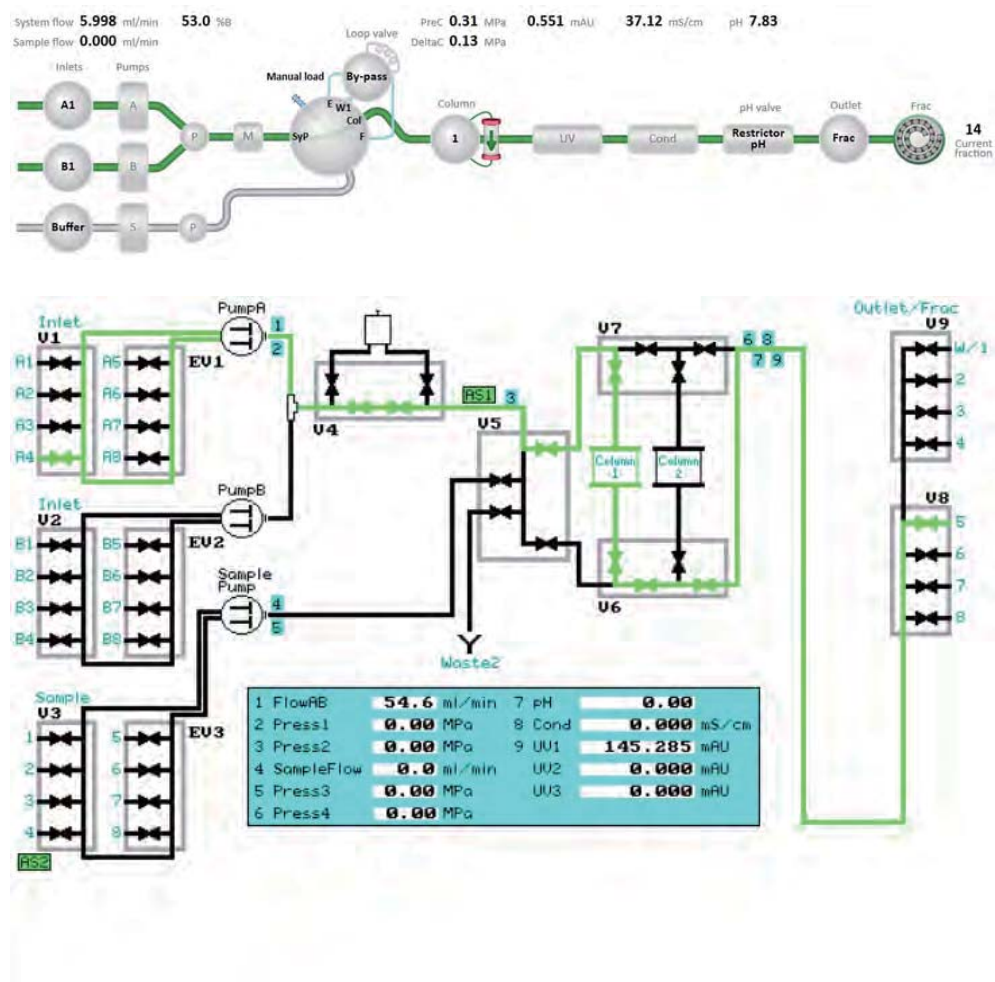 System flow 5.998 ml/min 53.0 %B PreC 0.31 MPa 0.551 mAU 37.12 mS/cm pH 7.83
Sample flow 0.000 ml/min DeltaC 0.13 MPa
Loop valve
Inlets Pumps Manual load By-pass Column pH valve Outlet Frac
A1 A E W1 Col
P M SyP F 1 UV Cond Restrictor pH Frac 14 Current fraction
B1 B
Buffer S P
PumpA
Inlet
V1
A1 A5 EV1
A2 A6
A3 A7
A4 A8
1
2
V4
AS1 3
V5
V7
6 8
7 9
Column 1
Column 2
V6
Outlet/Frac
V9
W/1
2
3
4
V8
5
6
7
8
PumpB
Inlet
V2
B1 B5 EV2
B2 B6
B3 B7
B4 B8
Sample Pump
4
5
Waste2
Sample
V3
1 5 EV3
2 6
3 7
4 8
AS2
1 FlowAB 54.6 ml/min 7 pH 0.00
2 Press1 0.00 MPa 8 Cond 0.000 mS/cm
3 Press2 0.00 MPa 9 UV1 145.285 mAU
4 SampleFlow 0.0 ml/min UV2 0.000 mAU
5 Press3 0.00 MPa UV3 0.000 mAU
6 Press4 0.00 MPa